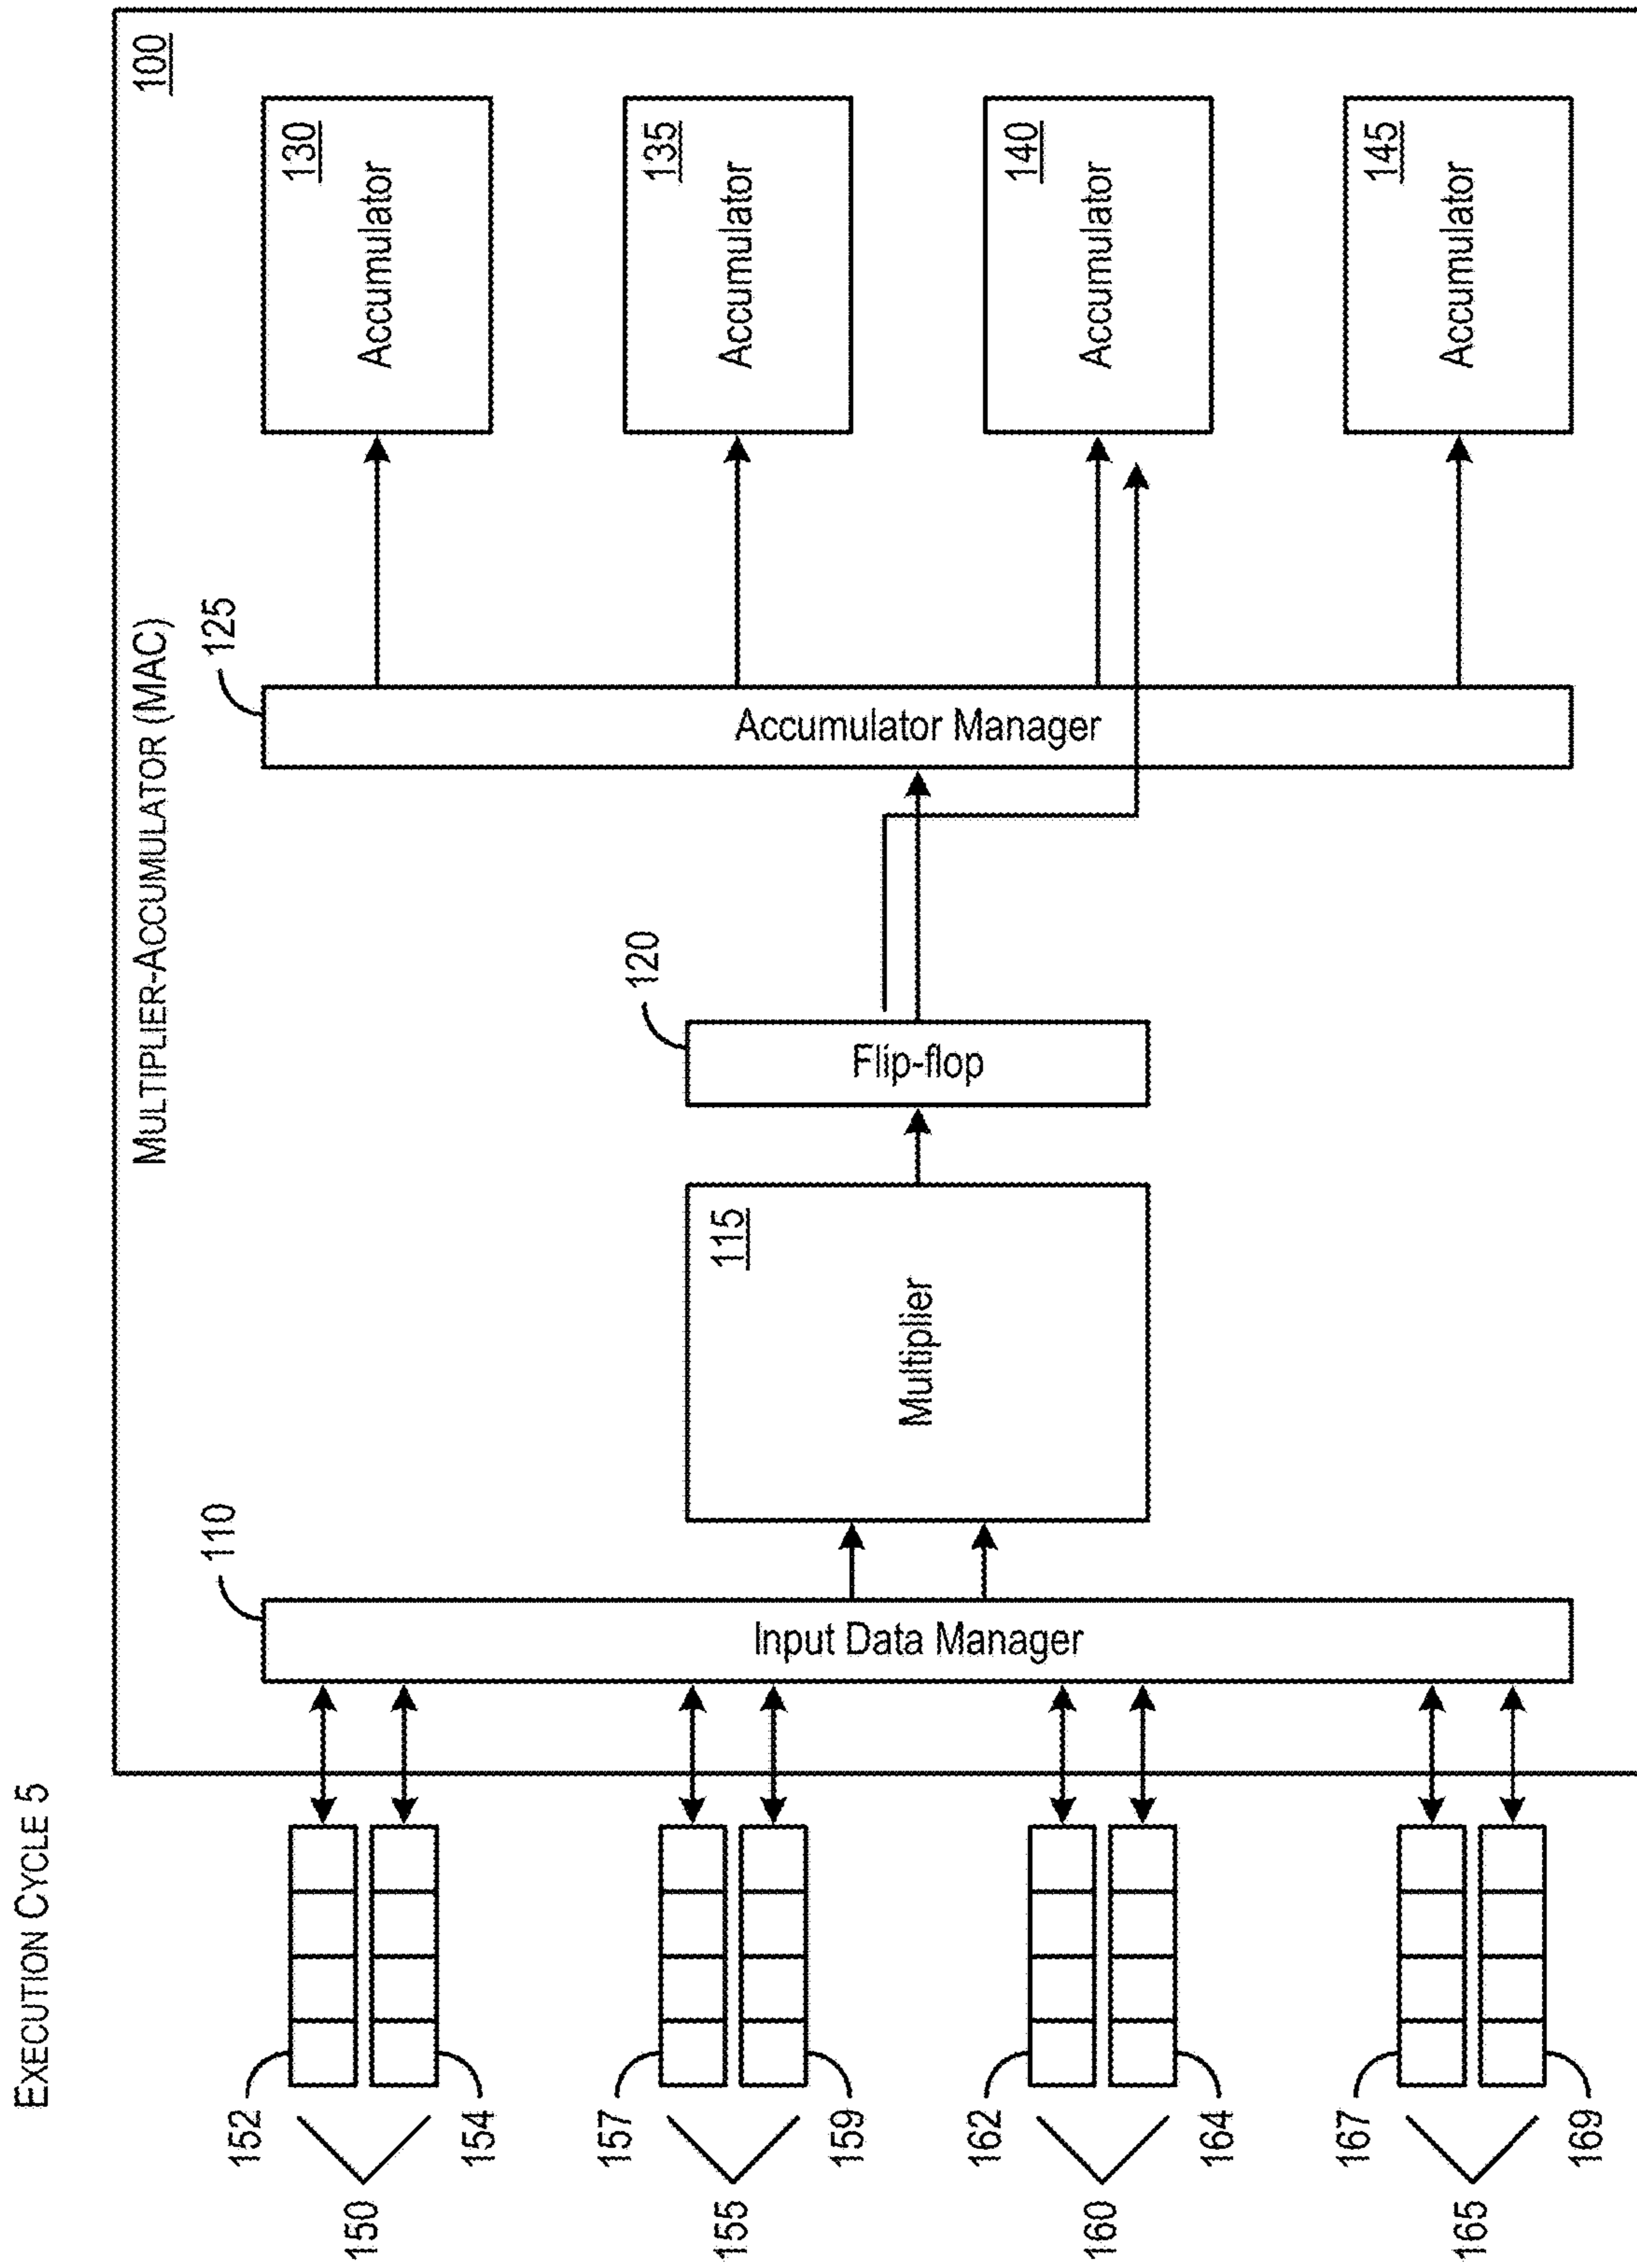 EXECUTION CYCLE 5
MULTIPLIER-ACCUMULATOR (MAC)
100
150
152
154
155
157
159
160
162
164
165
167
169
110
Input Data Manager
115
Multiplier
120
Flip-flop
125
Accumulator Manager
130
Accumulator
135
Accumulator
140
Accumulator
145
Accumulator